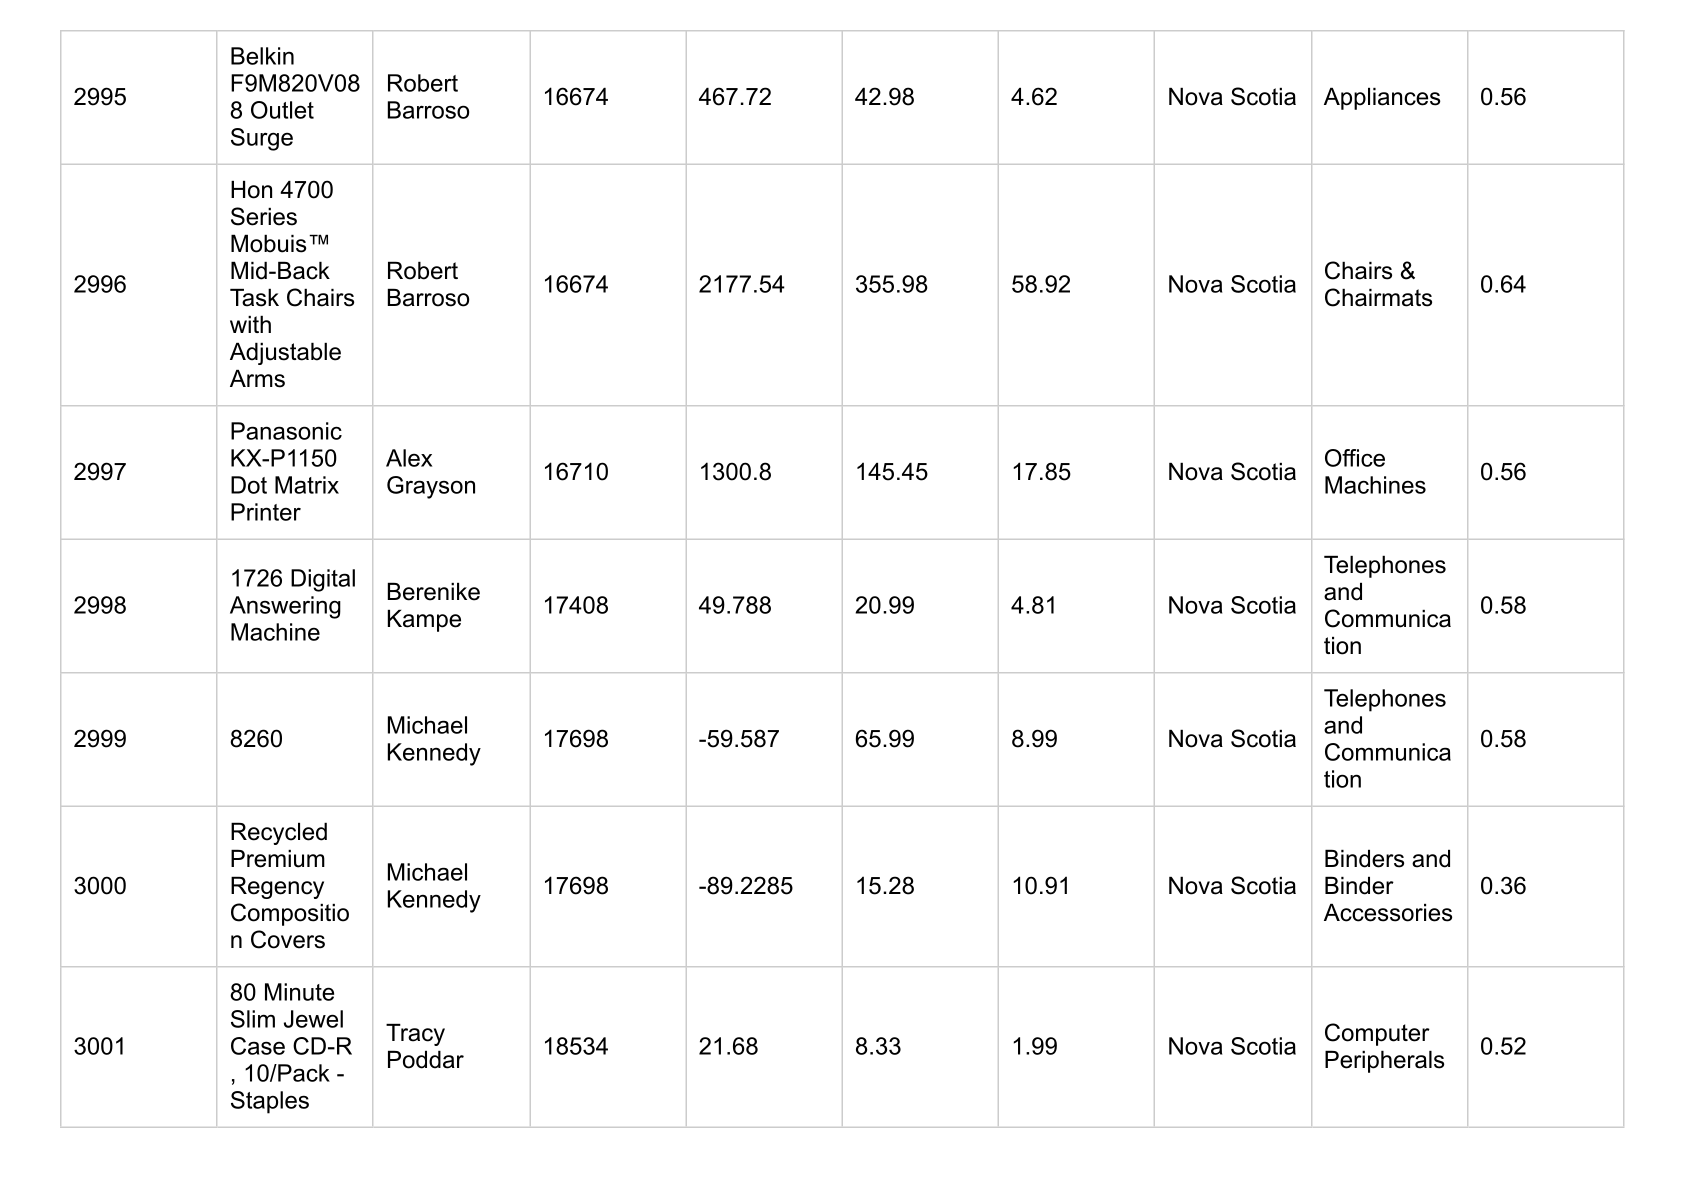 2995
Belkin
F9M820V08
8 Outlet
Surge
Robert
Barroso
16674
467.72
42.98
4.62
Nova Scotia
Appliances
0.56
2996
Hon 4700
Series
Mobuis™
Mid-Back
Task Chairs
with
Adjustable
Arms
Robert
Barroso
16674
2177.54
355.98
58.92
Nova Scotia
Chairs &
Chairmats
0.64
2997
Panasonic
KX-P1150
Dot Matrix
Printer
Alex
Grayson
16710
1300.8
145.45
17.85
Nova Scotia
Office
Machines
0.56
2998
1726 Digital
Answering
Machine
Berenike
Kampe
17408
49.788
20.99
4.81
Nova Scotia
Telephones
and
Communica
tion
0.58
2999
8260
Michael
Kennedy
17698
-59.587
65.99
8.99
Nova Scotia
Telephones
and
Communica
tion
0.58
3000
Recycled
Premium
Regency
Compositio
n Covers
Michael
Kennedy
17698
-89.2285
15.28
10.91
Nova Scotia
Binders and
Binder
Accessories
0.36
3001
80 Minute
Slim Jewel
Case CD-R
, 10/Pack -
Staples
Tracy
Poddar
18534
21.68
8.33
1.99
Nova Scotia
Computer
Peripherals
0.52